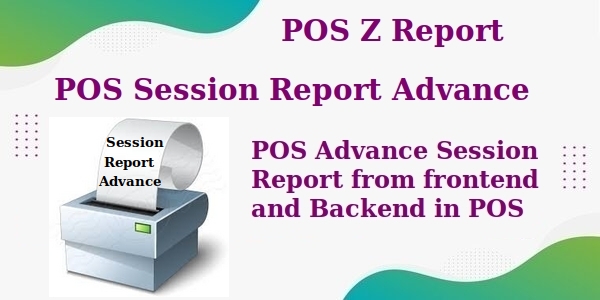 POS Z Report
POS Session Report Advance
Session
Report
Advance
POS Advance Session
Report from frontend
and Backend in POS